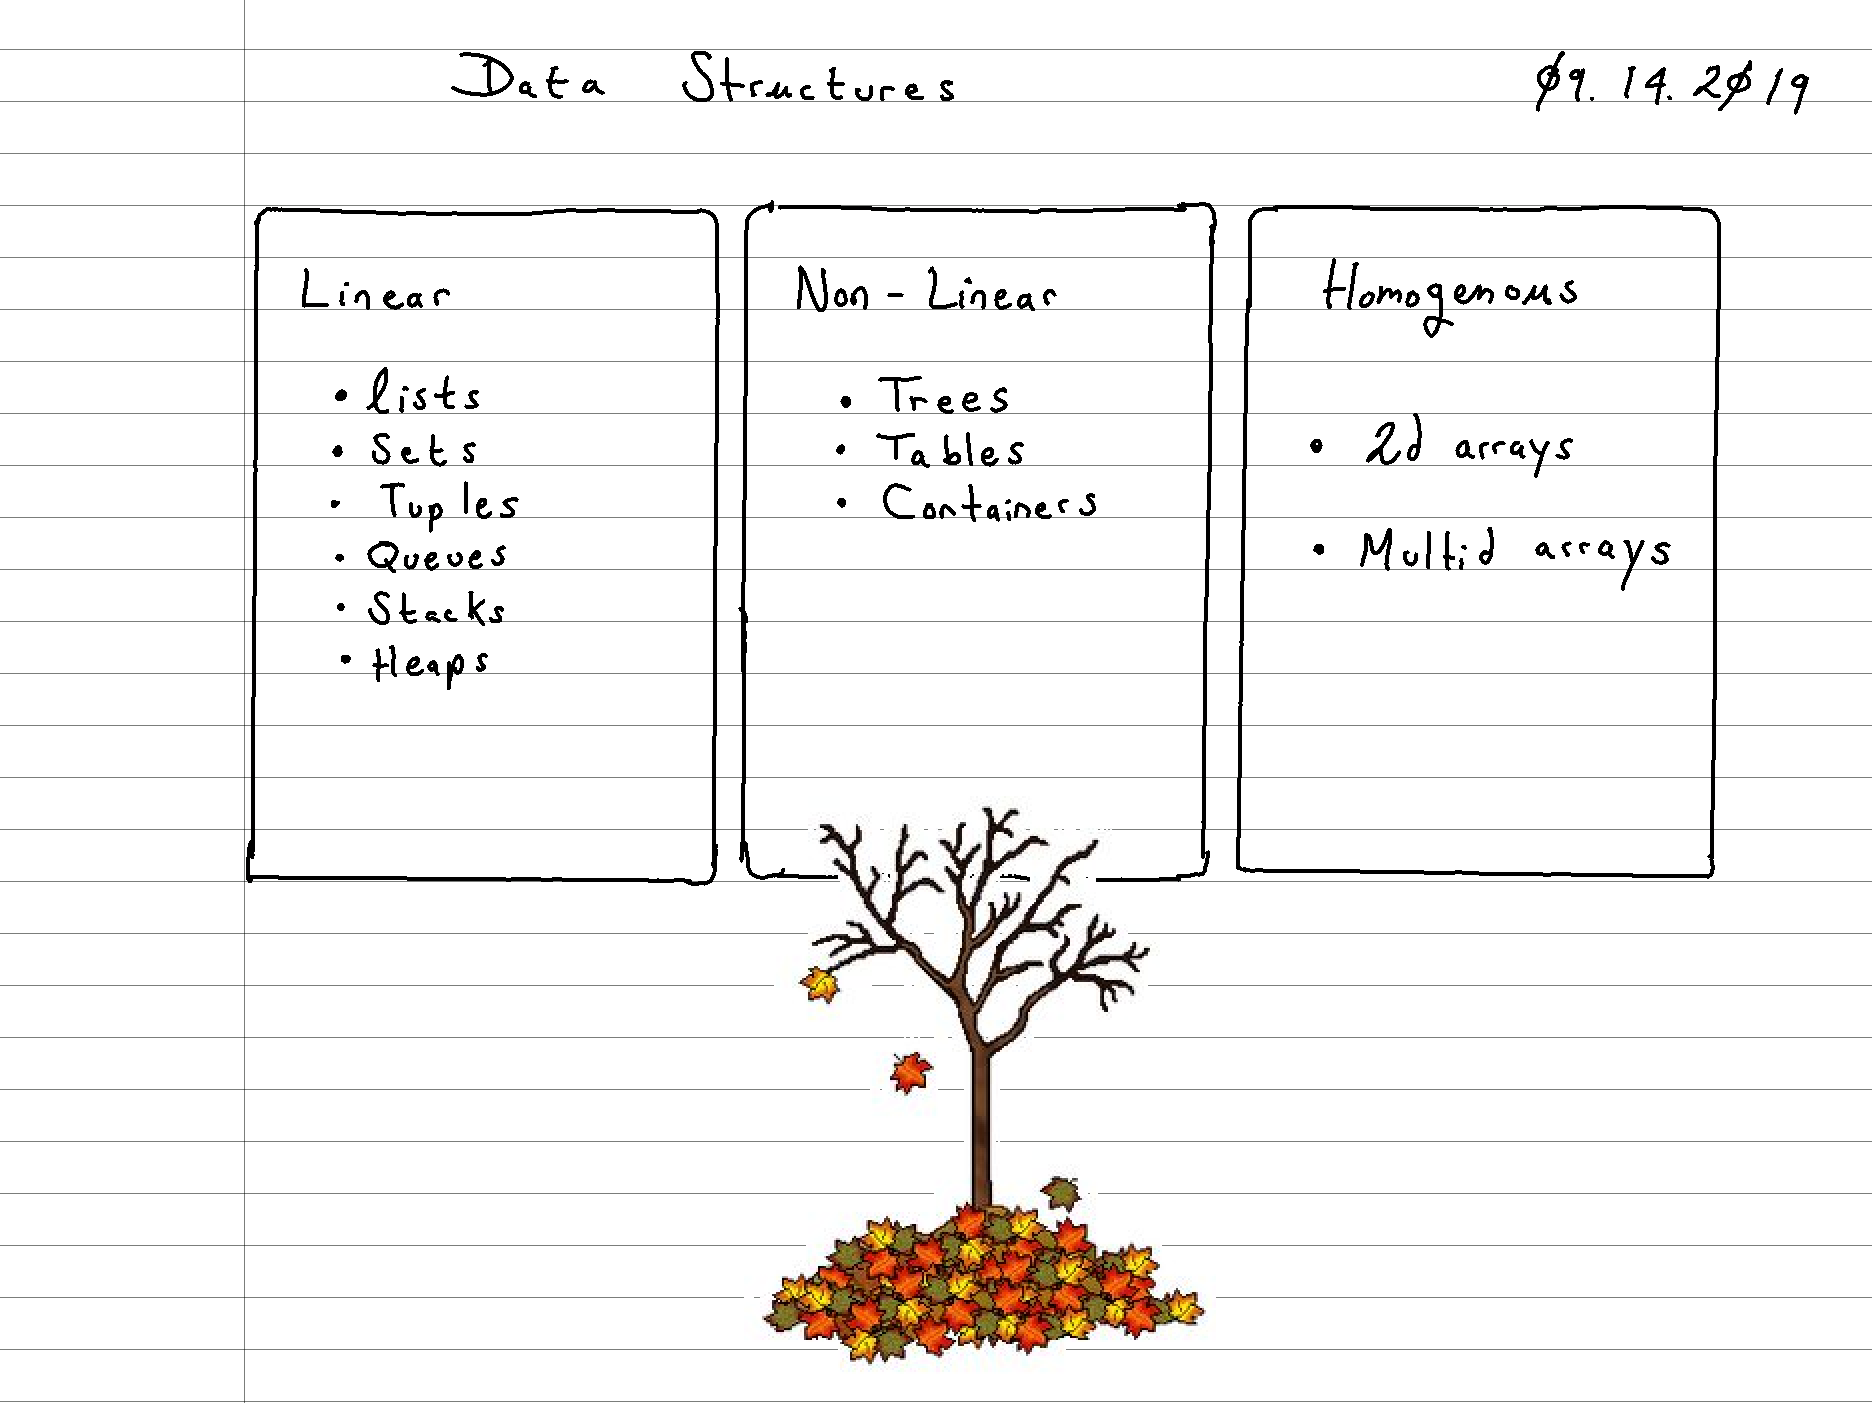 Data Structures
Ø9.14.2Ø19
Linear
• lists
• Sets
• Tuples
• Queues
• Stacks
• Heaps
Non-Linear
• Trees
• Tables
• Containers
Homogenous
• 2d arrays
• Multid arrays